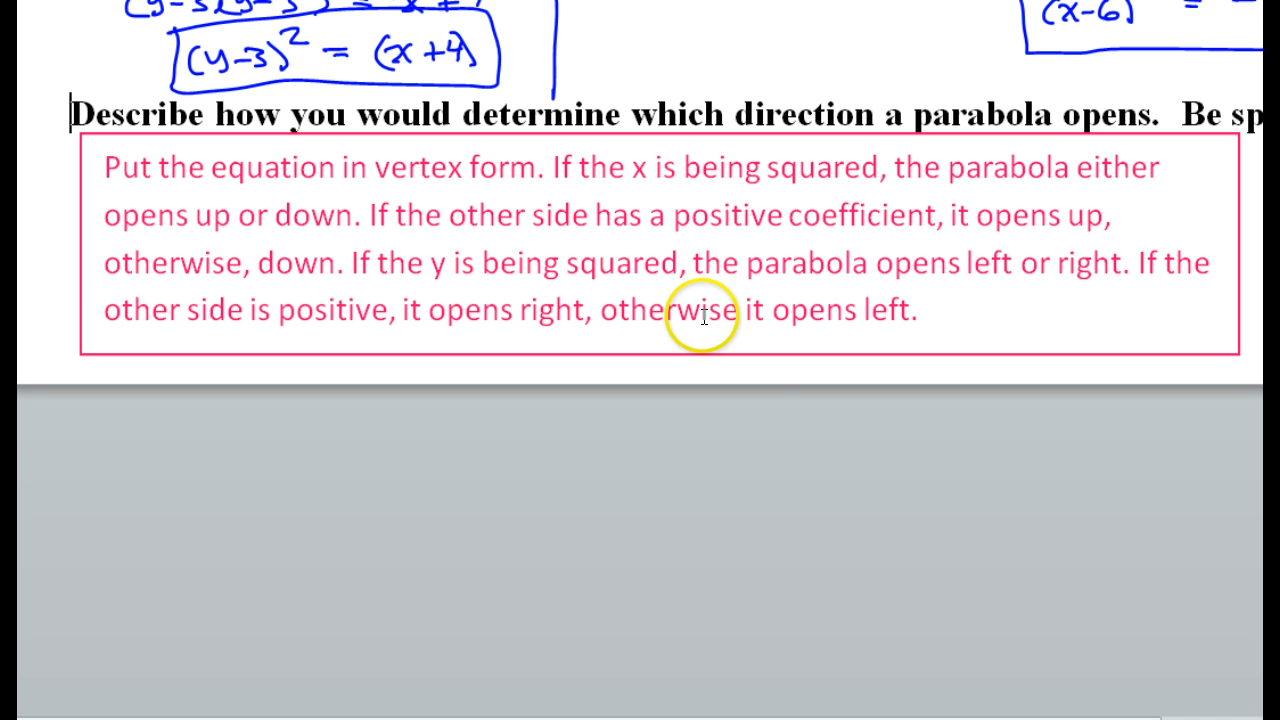 (y-3)² = (x+4)
(x-6) =
Describe how you would determine which direction a parabola opens. Be sp
Put the equation in vertex form. If the x is being squared, the parabola either
opens up or down. If the other side has a positive coefficient, it opens up,
otherwise, down. If the y is being squared, the parabola opens left or right. If the
other side is positive, it opens right, otherwise it opens left.